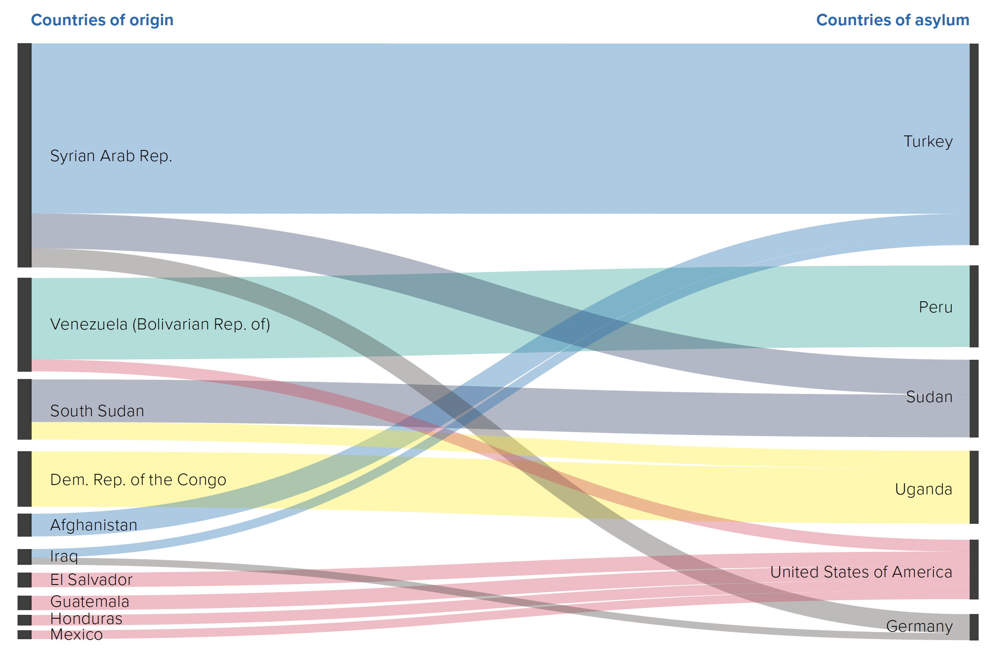 Countries of origin
Countries of asylum
Syrian Arab Rep.
Turkey
Venezuela (Bolivarian Rep. of)
Peru
South Sudan
Sudan
Dem. Rep. of the Congo
Uganda
Afghanistan
Iraq
El Salvador
United States of America
Guatemala
Honduras
Germany
Mexico